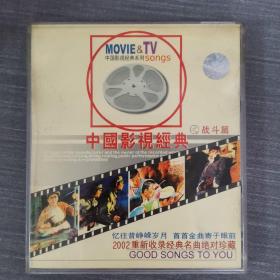 MOVIE & TV
中国影视经典系列 songs
中國影視經典
贰 战斗篇
忆往昔峥嵘岁月 首首金曲寄于眼前
2002重新收录经典名曲绝对珍藏
GOOD SONGS TO YOU